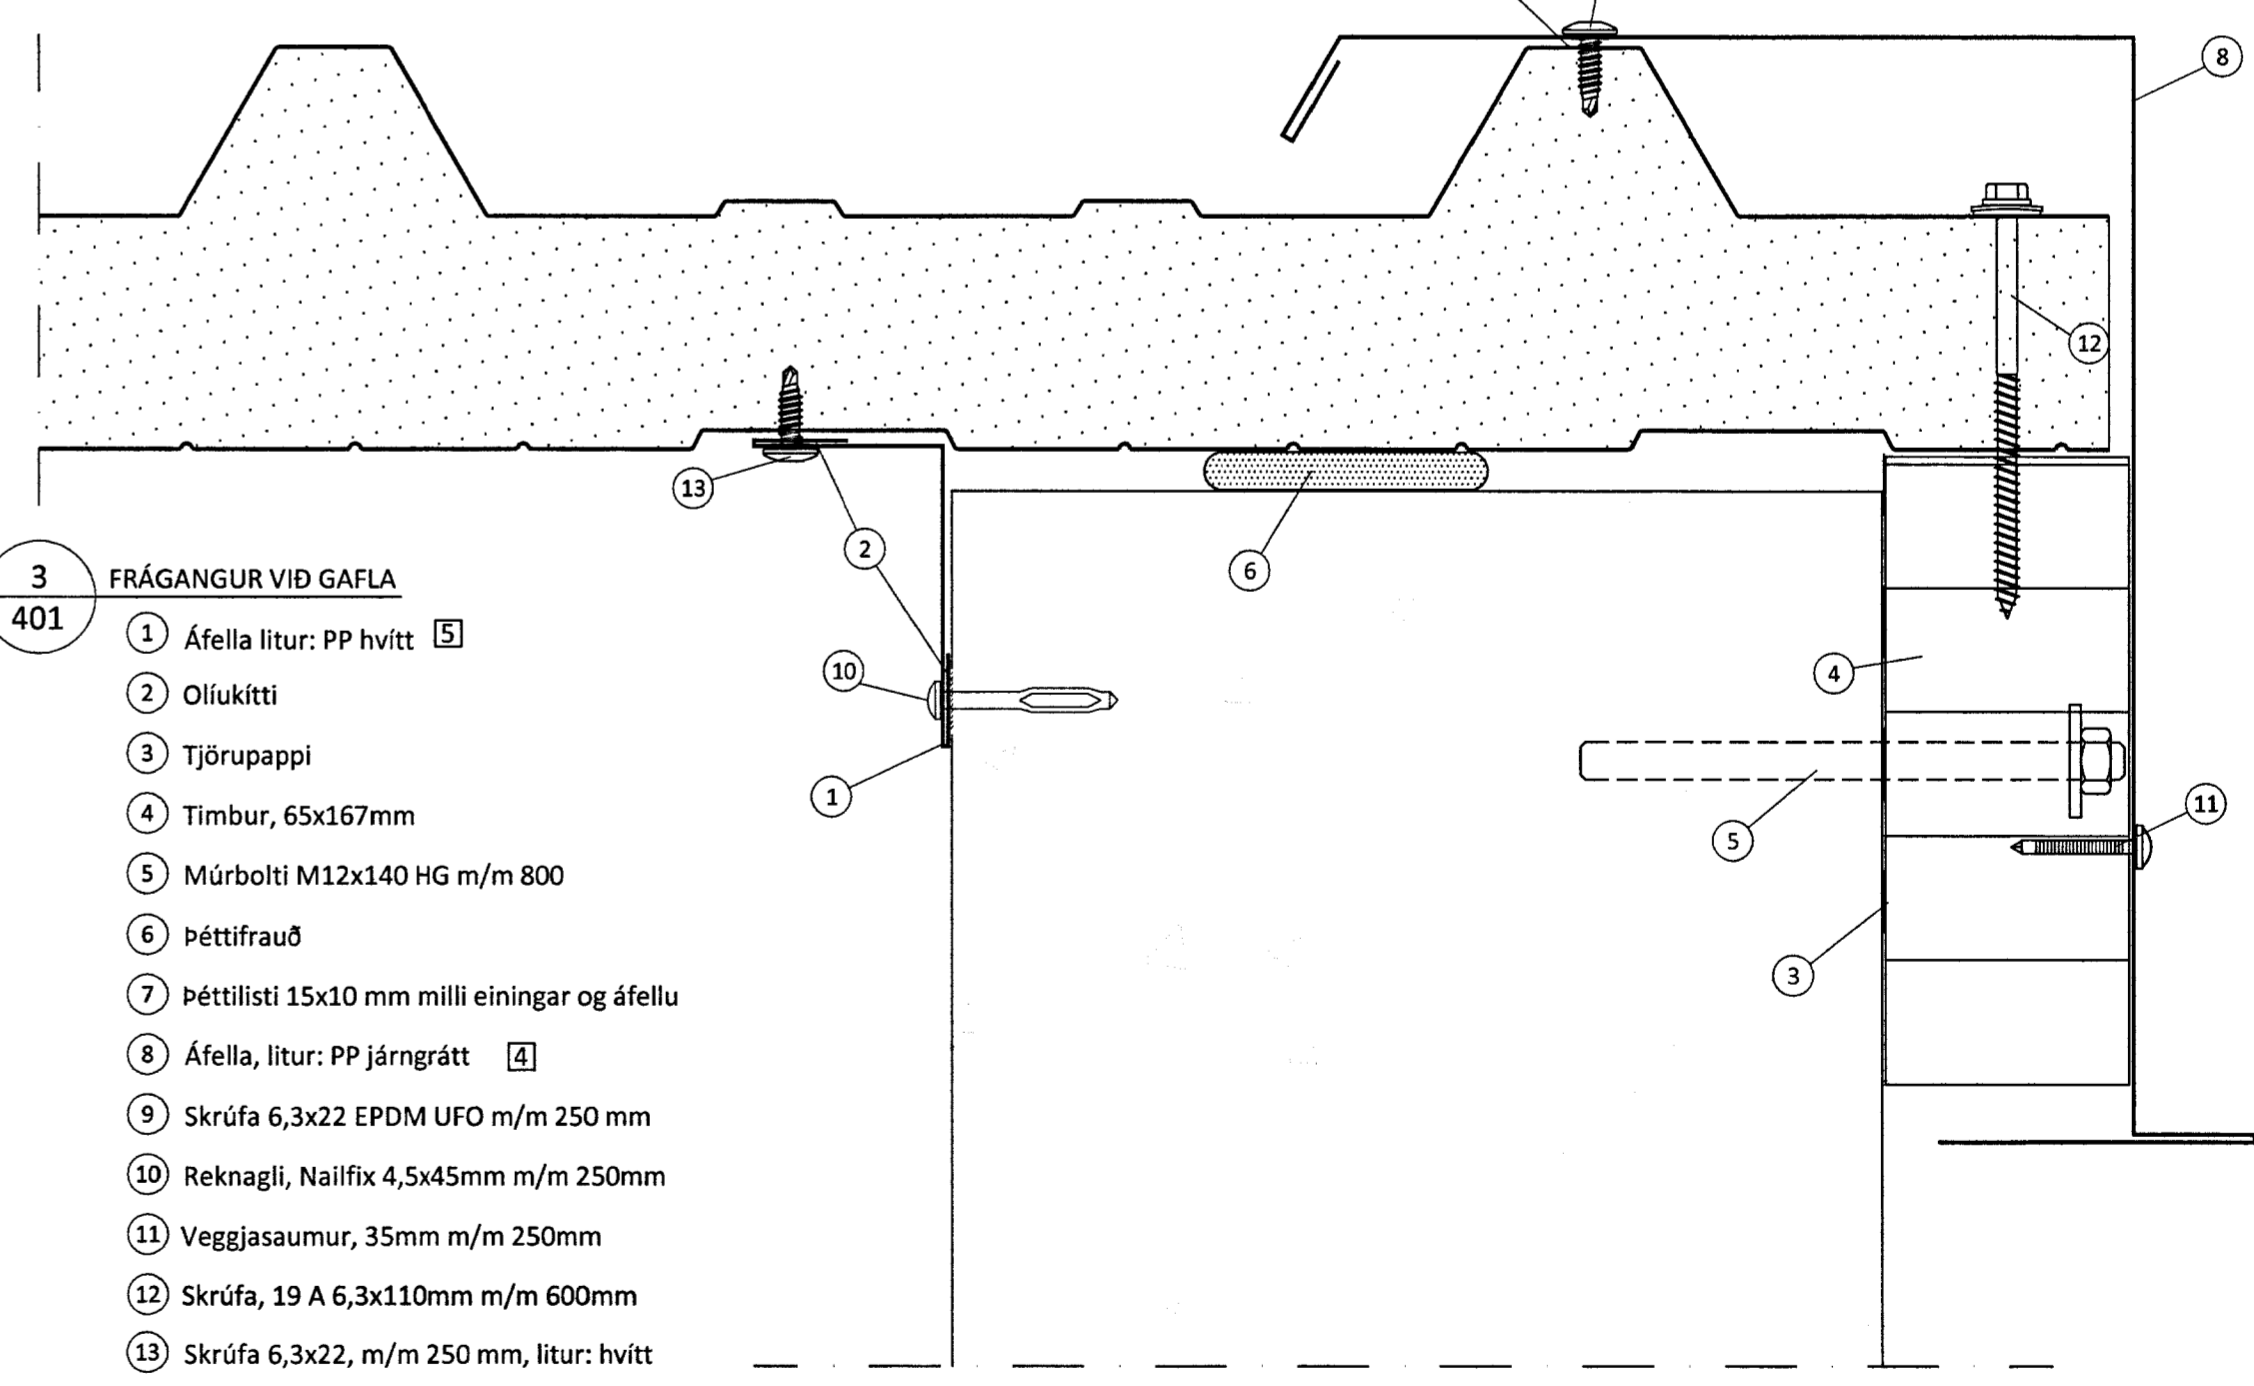 8
12
13
2
6
3
401
FRÁGANGUR VIÐ GAFLA
1 Áfella litur: PP hvítt 5
2 Olíukítti
3 Tjörupappi
4 Timbur, 65x167mm
5 Múrbolti M12x140 HG m/m 800
6 Þéttifrauð
7 Þéttilisti 15x10 mm milli einingar og áfellu
8 Áfella, litur: PP járngrátt 4
9 Skrúfa 6,3x22 EPDM UFO m/m 250 mm
10 Reknagli, Nailfix 4,5x45mm m/m 250mm
11 Veggjasaumur, 35mm m/m 250mm
12 Skrúfa, 19 A 6,3x110mm m/m 600mm
13 Skrúfa 6,3x22, m/m 250 mm, litur: hvítt
10
4
1
11
5
3